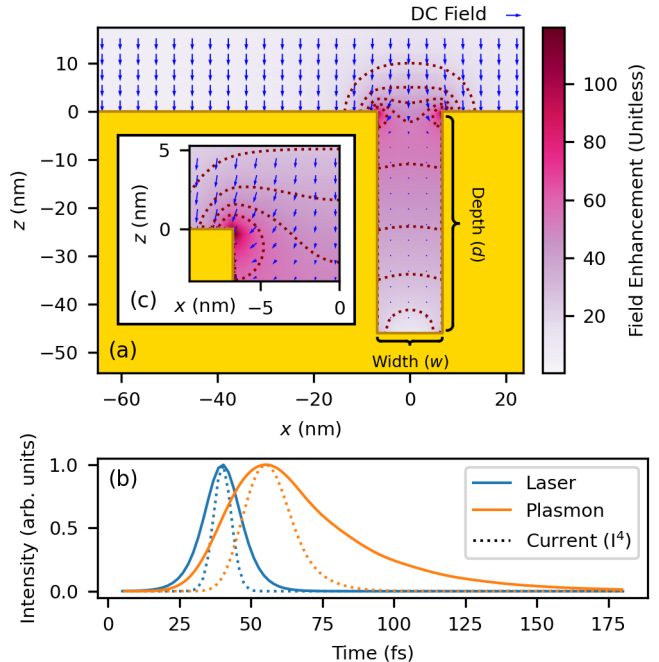 DC Field
10
0
−10
−20
−30
−40
−50
z (nm)
5
0
z (nm)
(c)
x (nm)
−5
0
Depth (d)
Width (w)
(a)
−60
−40
−20
0
20
x (nm)
100
80
60
40
20
Field Enhancement (Unitless)
(b)
1.0
0.5
0.0
Intensity (arb. units)
Laser
Plasmon
Current (I⁴)
0
25
50
75
100
125
150
175
Time (fs)